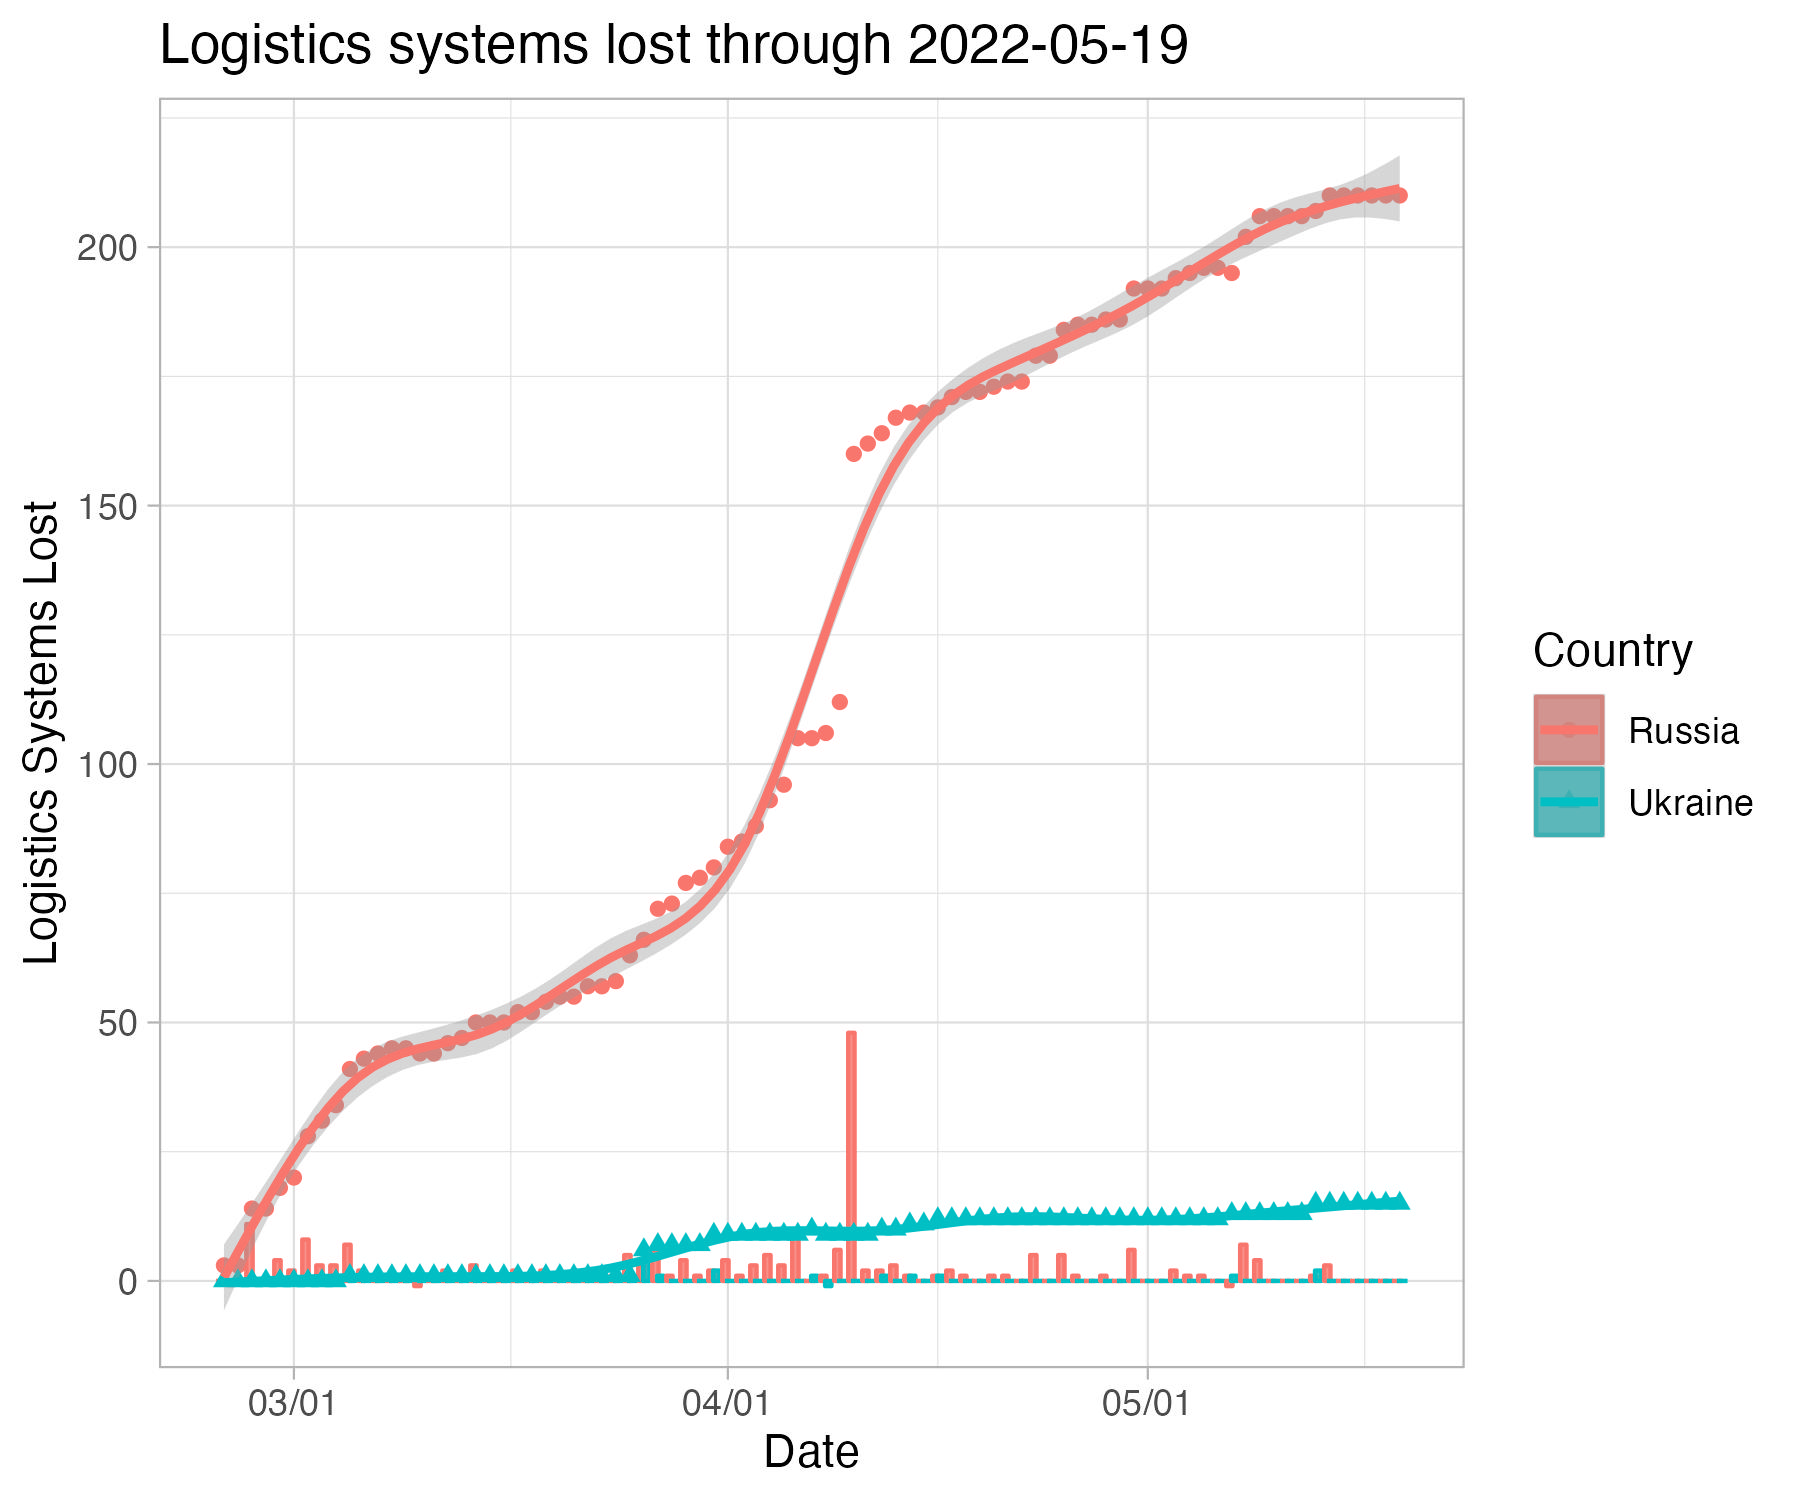 Logistics systems lost through 2022-05-19
Logistics Systems Lost
200
150
100
50
0
03/01
04/01
05/01
Date
Country
Russia
Ukraine